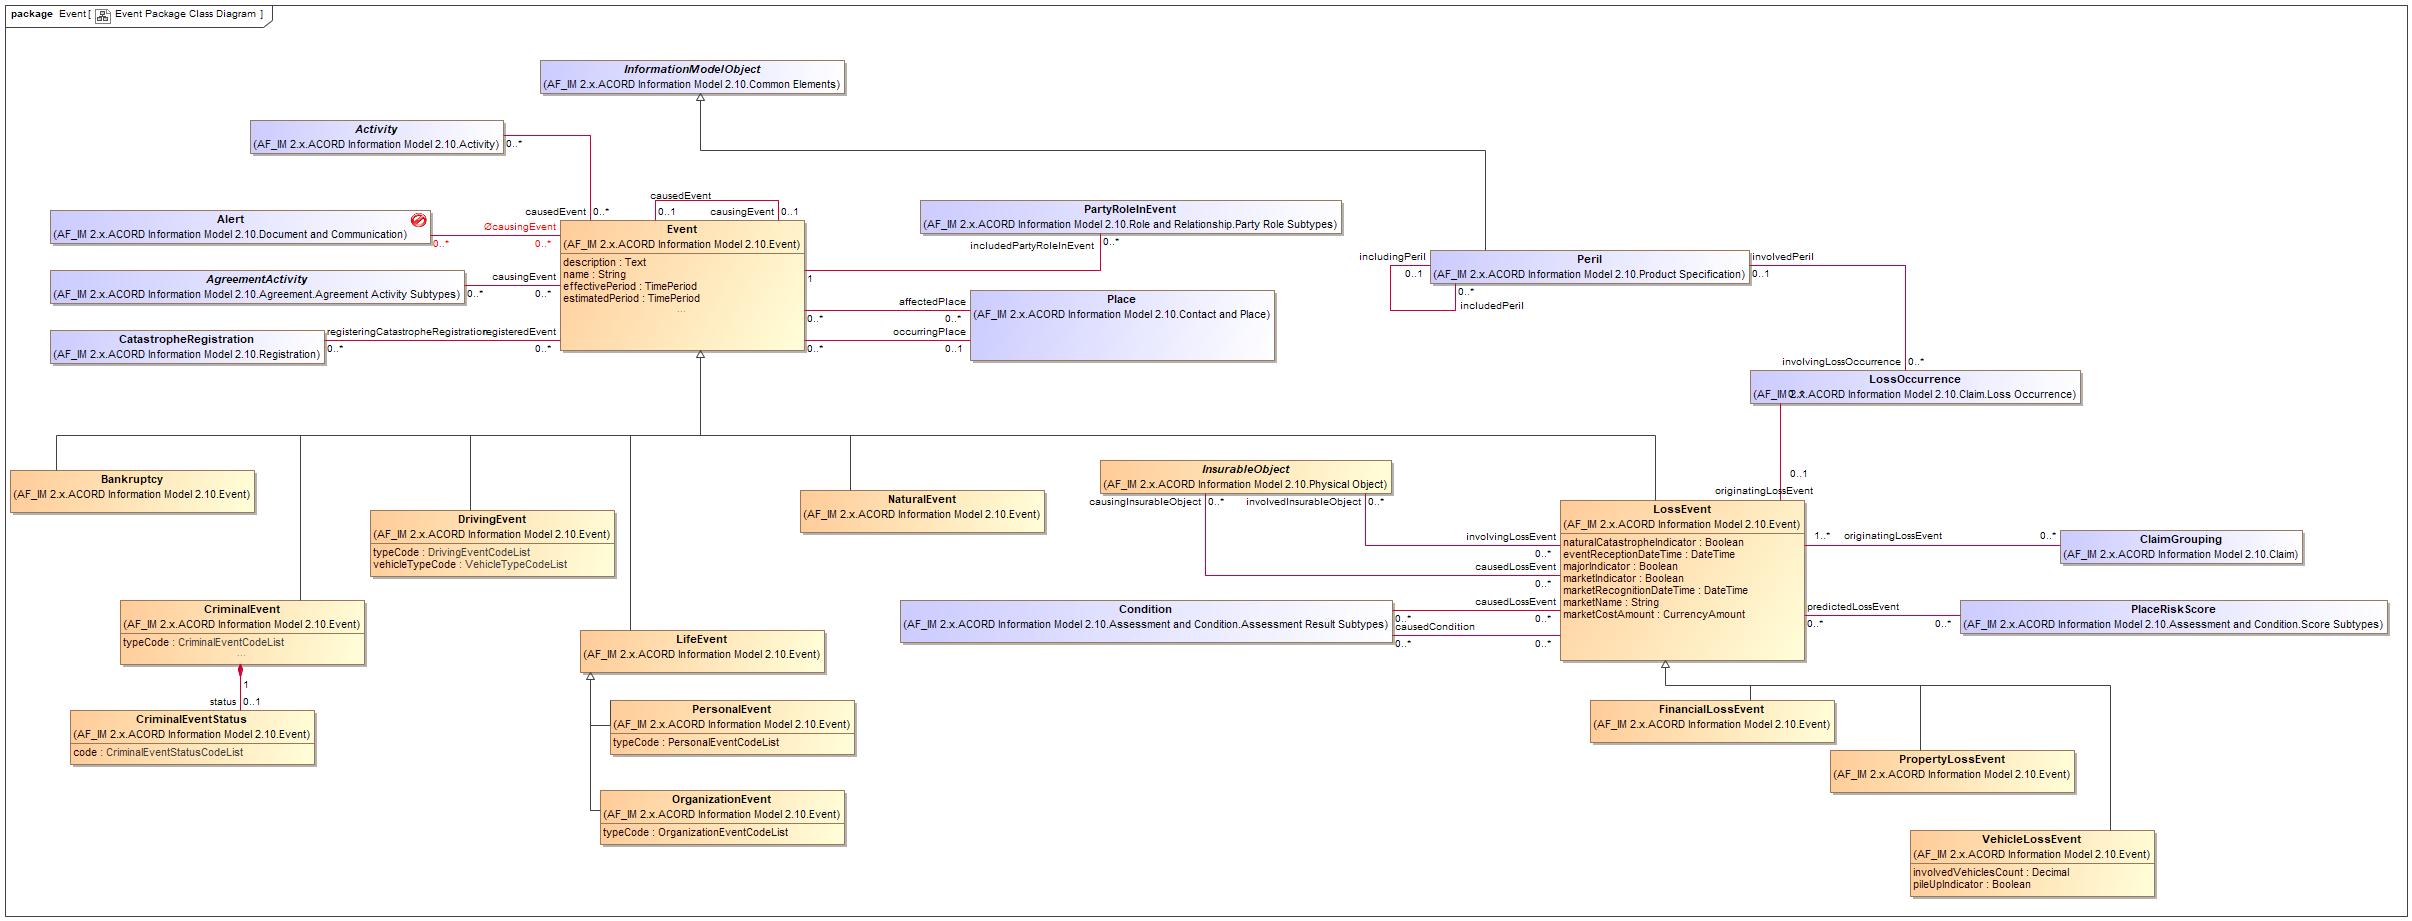 package Event [ Event Package Class Diagram ]
InformationModelObject
(AF_IM 2.x.ACORD Information Model 2.10.Common Elements)
Activity
(AF_IM 2.x.ACORD Information Model 2.10.Activity)
0..*
causedEvent
0..*
causedEvent
0..1
causingEvent
0..1
Alert
(AF_IM 2.x.ACORD Information Model 2.10.Document and Communication)
0..*
ØcausingEvent
0..*
Event
(AF_IM 2.x.ACORD Information Model 2.10.Event)
description : Text
name : String
effectivePeriod : TimePeriod
estimatedPeriod : TimePeriod
...
PartyRoleInEvent
(AF_IM 2.x.ACORD Information Model 2.10.Role and Relationship.Party Role Subtypes)
includedPartyRoleInEvent
0..*
1
AgreementActivity
(AF_IM 2.x.ACORD Information Model 2.10.Agreement.Agreement Activity Subtypes)
0..*
causingEvent
0..*
CatastropheRegistration
(AF_IM 2.x.ACORD Information Model 2.10.Registration)
registeringCatastropheRegistration
0..*
registeredEvent
0..*
Place
(AF_IM 2.x.ACORD Information Model 2.10.Contact and Place)
affectedPlace
0..*
0..*
occurringPlace
0..*
0..1
Peril
(AF_IM 2.x.ACORD Information Model 2.10.Product Specification)
includingPeril
0..1
0..*
includedPeril
involvedPeril
0..1
involvingLossOccurrence
0..*
LossOccurrence
(AF_IM 2.x.ACORD Information Model 2.10.Claim.Loss Occurrence)
0..*
0..1
originatingLossEvent
Bankruptcy
(AF_IM 2.x.ACORD Information Model 2.10.Event)
DrivingEvent
(AF_IM 2.x.ACORD Information Model 2.10.Event)
typeCode : DrivingEventCodeList
vehicleTypeCode : VehicleTypeCodeList
NaturalEvent
(AF_IM 2.x.ACORD Information Model 2.10.Event)
InsurableObject
(AF_IM 2.x.ACORD Information Model 2.10.Physical Object)
causingInsurableObject
0..*
involvedInsurableObject
0..*
involvingLossEvent
0..*
causedLossEvent
0..*
LossEvent
(AF_IM 2.x.ACORD Information Model 2.10.Event)
naturalCatastropheIndicator : Boolean
eventReceptionDateTime : DateTime
majorIndicator : Boolean
marketIndicator : Boolean
marketRecognitionDateTime : DateTime
marketName : String
marketCostAmount : CurrencyAmount
1..*
originatingLossEvent
0..*
ClaimGrouping
(AF_IM 2.x.ACORD Information Model 2.10.Claim)
predictedLossEvent
0..*
0..*
PlaceRiskScore
(AF_IM 2.x.ACORD Information Model 2.10.Assessment and Condition.Score Subtypes)
Condition
(AF_IM 2.x.ACORD Information Model 2.10.Assessment and Condition.Assessment Result Subtypes)
causedLossEvent
0..*
0..*
causedCondition
0..*
0..*
CriminalEvent
(AF_IM 2.x.ACORD Information Model 2.10.Event)
typeCode : CriminalEventCodeList
...
1
status
0..1
CriminalEventStatus
(AF_IM 2.x.ACORD Information Model 2.10.Event)
code : CriminalEventStatusCodeList
LifeEvent
(AF_IM 2.x.ACORD Information Model 2.10.Event)
PersonalEvent
(AF_IM 2.x.ACORD Information Model 2.10.Event)
typeCode : PersonalEventCodeList
OrganizationEvent
(AF_IM 2.x.ACORD Information Model 2.10.Event)
typeCode : OrganizationEventCodeList
FinancialLossEvent
(AF_IM 2.x.ACORD Information Model 2.10.Event)
PropertyLossEvent
(AF_IM 2.x.ACORD Information Model 2.10.Event)
VehicleLossEvent
(AF_IM 2.x.ACORD Information Model 2.10.Event)
involvedVehiclesCount : Decimal
pileUpIndicator : Boolean